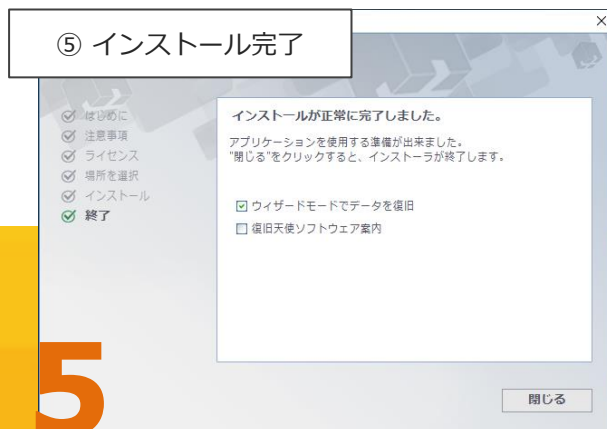 ⑤ インストール完了
はじめに
注意事項
ライセンス
場所を選択
インストール
終了
インストールが正常に完了しました。
アプリケーションを使用する準備が出来ました。
"閉じる"をクリックすると、インストーラが終了します。
ウィザードモードでデータを復旧
復旧天使ソフトウェア案内
閉じる
5